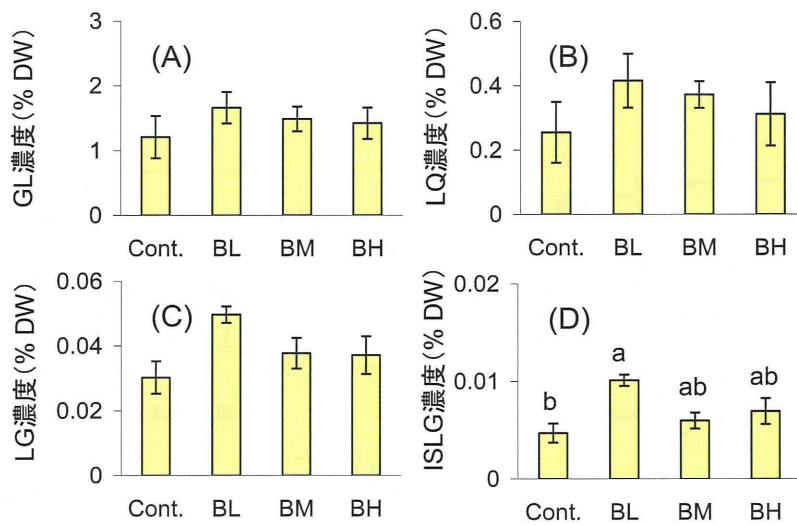 (A)
GL濃度(% DW)
3
2
1
0
Cont. BL BM BH
(B)
LQ濃度(% DW)
0.6
0.4
0.2
0
Cont. BL BM BH
(C)
LG濃度(% DW)
0.06
0.04
0.02
0
Cont. BL BM BH
(D)
ISLG濃度(% DW)
0.02
0.01
0
b a ab ab
Cont. BL BM BH